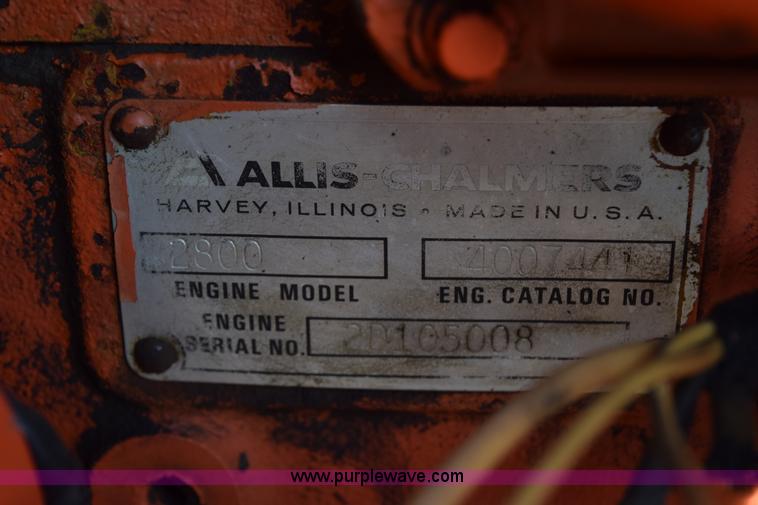 ALLIS-CHALMERS
HARVEY, ILLINOIS • MADE IN U.S.A.
2800 4007441
ENGINE MODEL ENG. CATALOG NO.
ENGINE
SERIAL NO. 2D105008
www.purplewave.com